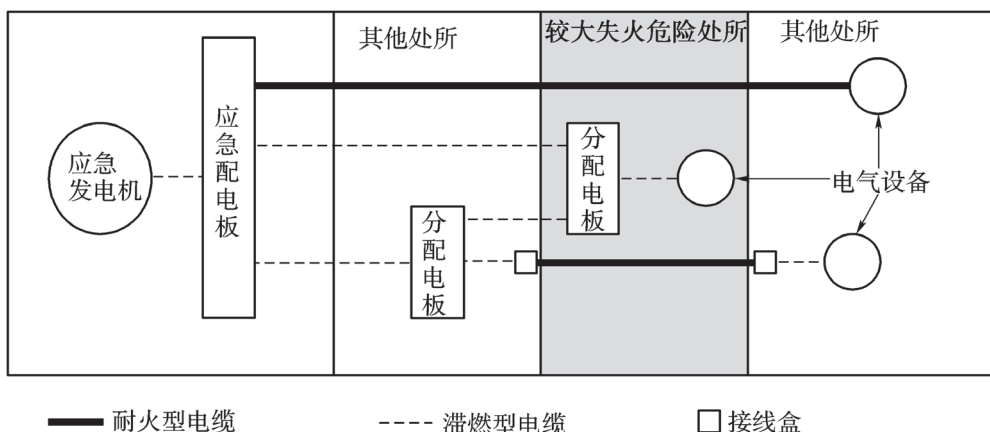 其他处所
较大失火危险处所
其他处所
应急
发电机
应急配电板
分配电板
分配电板
电气设备
耐火型电缆
滞燃型电缆
接线盒